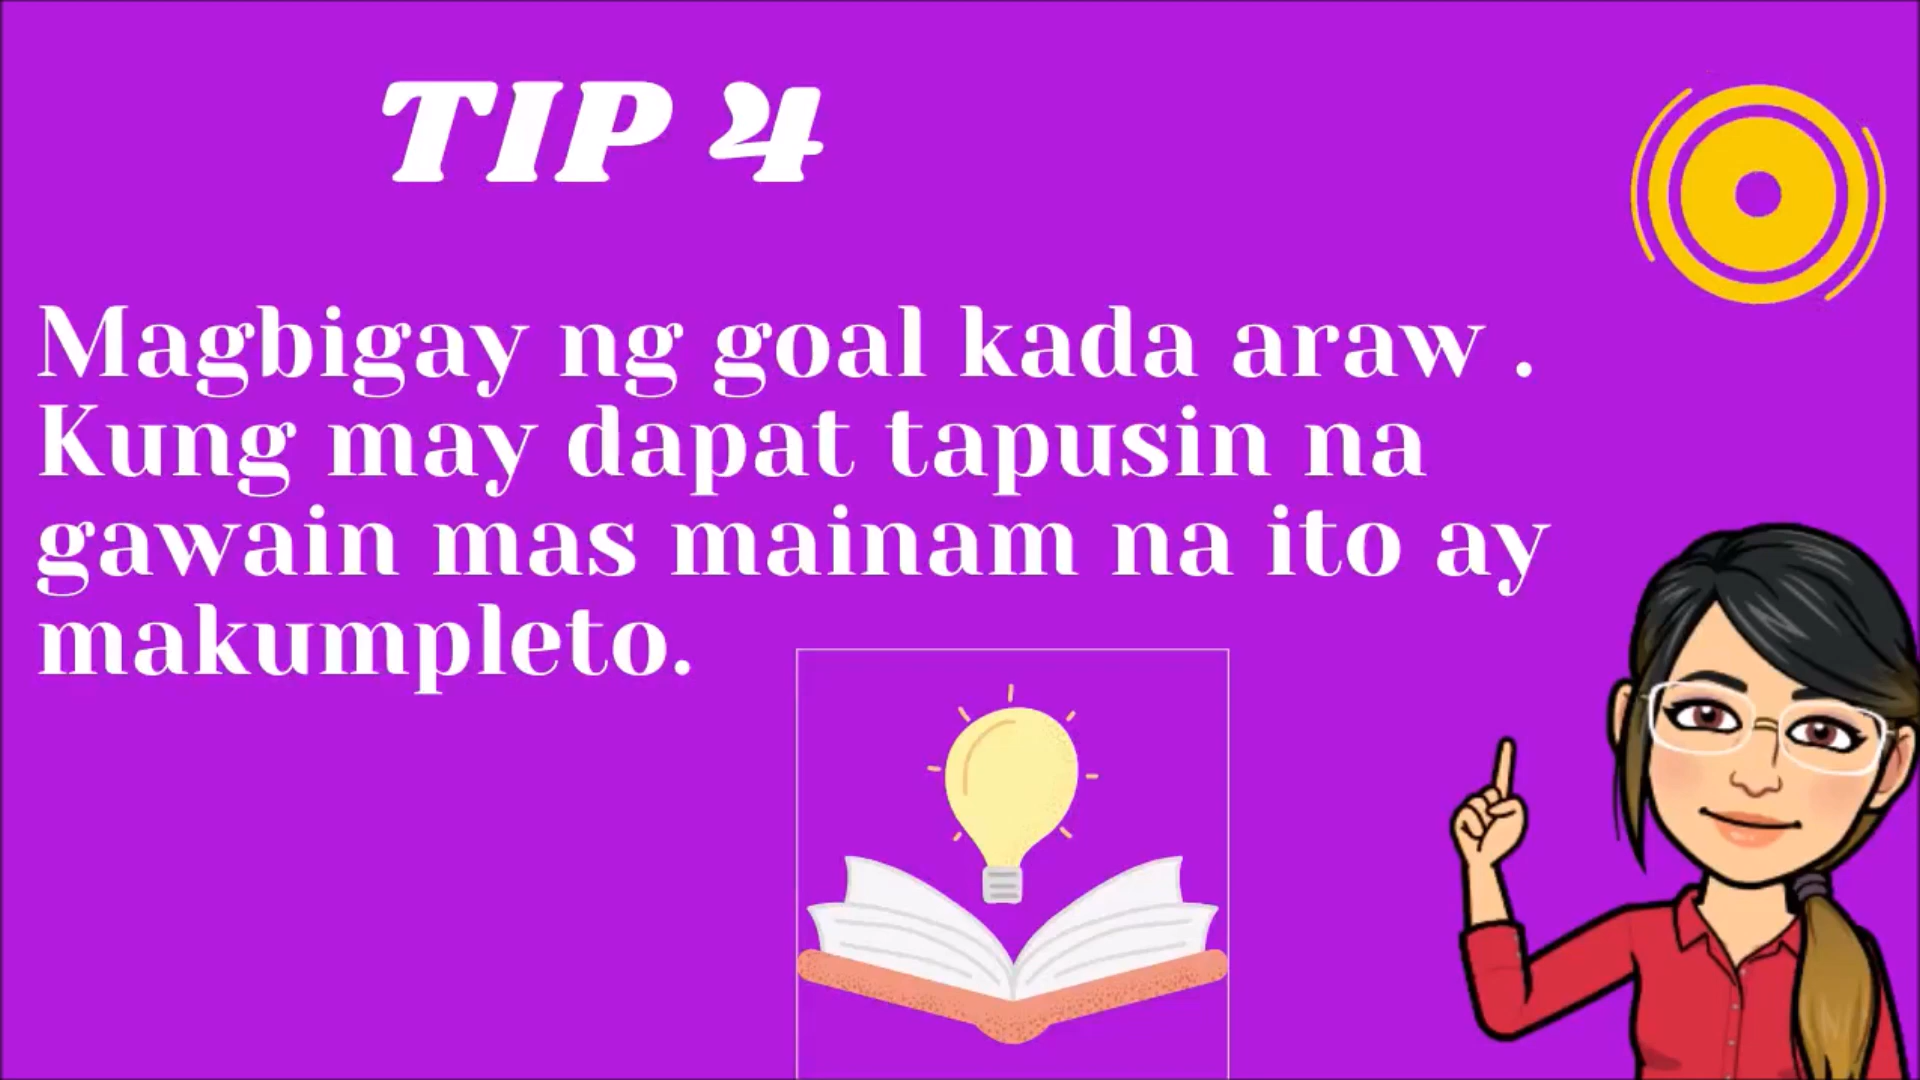 TIP 4
Magbigay ng goal kada araw .
Kung may dapat tapusin na
gawain mas mainam na ito ay
makumpleto.